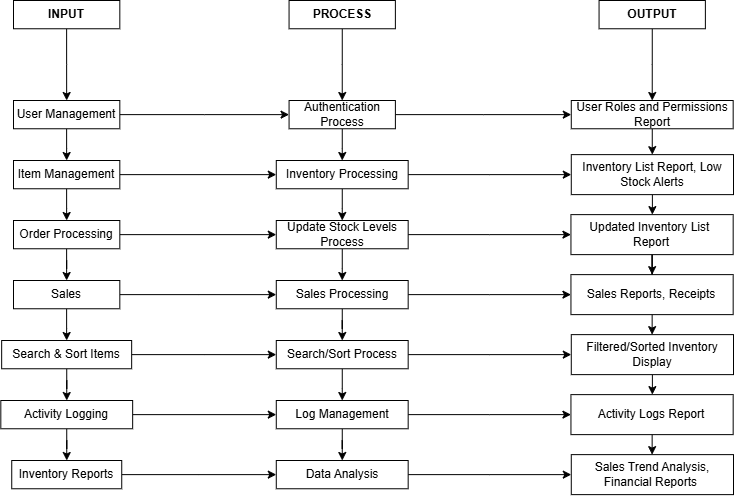 INPUT
PROCESS
OUTPUT
User Management
Authentication
Process
User Roles and Permissions
Report
Item Management
Inventory Processing
Inventory List Report, Low
Stock Alerts
Order Processing
Update Stock Levels
Process
Updated Inventory List
Report
Sales
Sales Processing
Sales Reports, Receipts
Search & Sort Items
Search/Sort Process
Filtered/Sorted Inventory
Display
Activity Logging
Log Management
Activity Logs Report
Inventory Reports
Data Analysis
Sales Trend Analysis,
Financial Reports